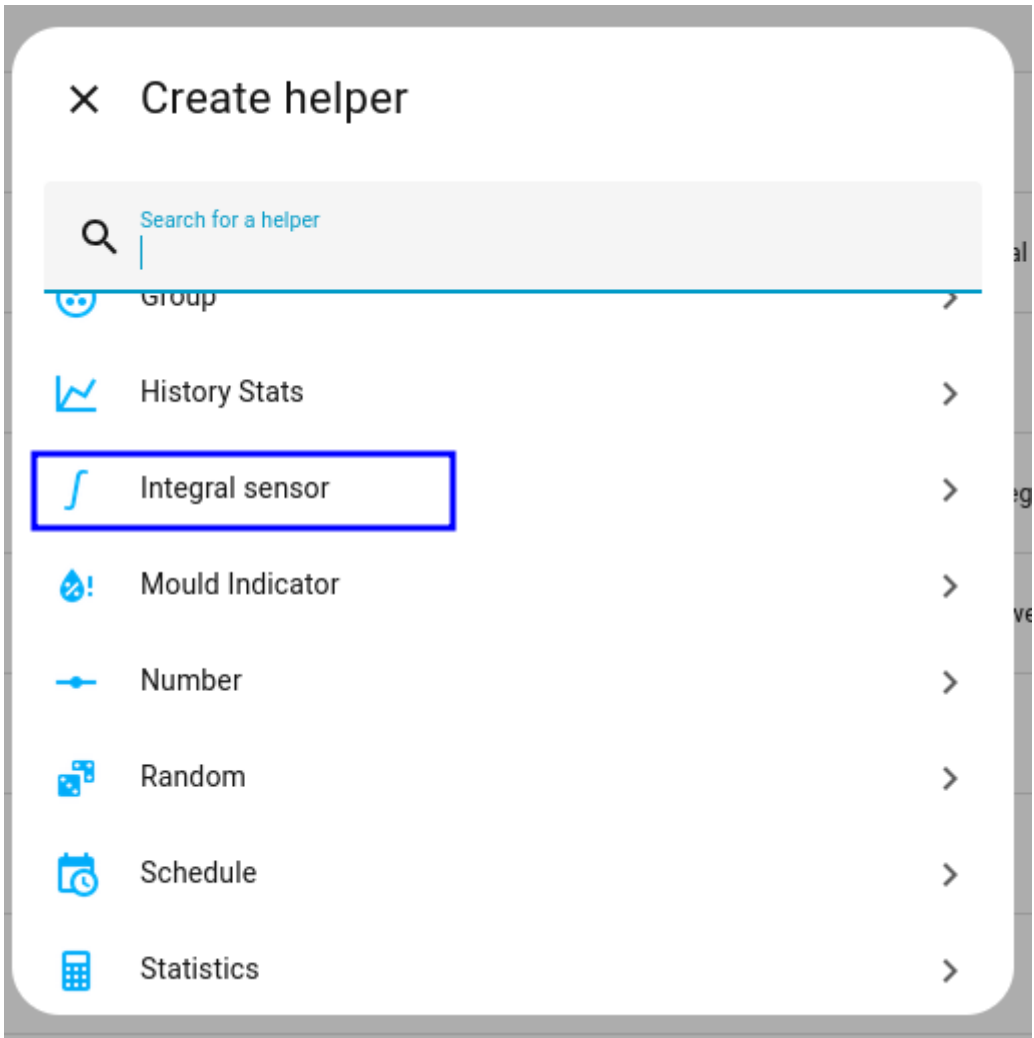 Create helper
Search for a helper
Group
History Stats
Integral sensor
Mould Indicator
Number
Random
Schedule
Statistics